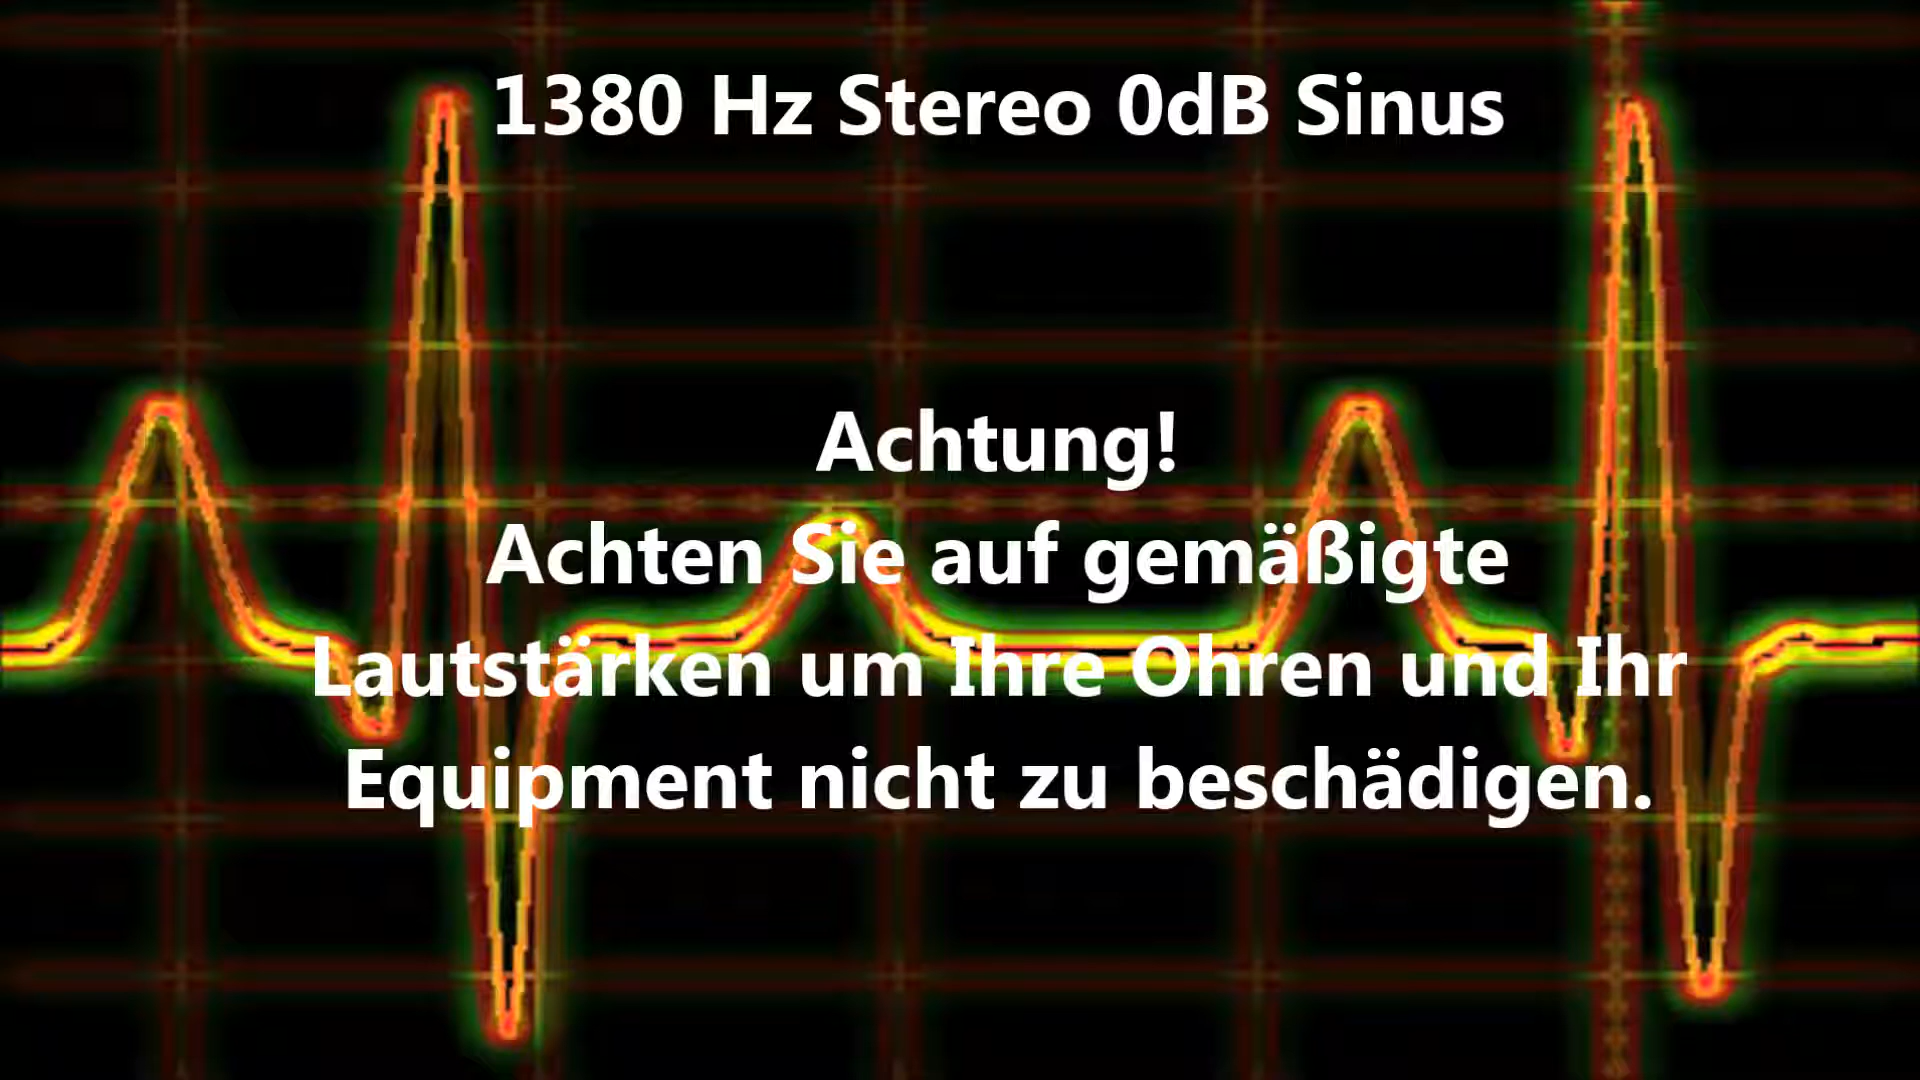 1380 Hz Stereo 0dB Sinus
Achtung!
Achten Sie auf gemäßigte
Lautstärken um Ihre Ohren und Ihr
Equipment nicht zu beschädigen.